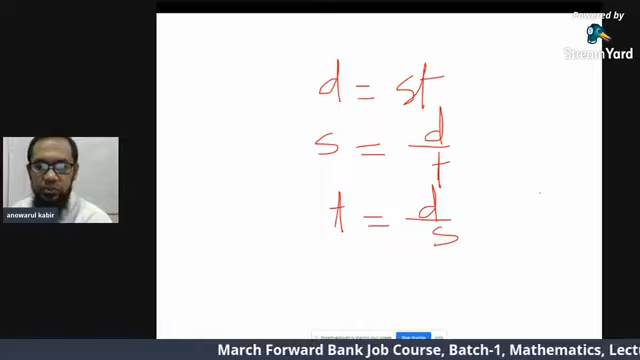 Powered by
StreamYard
d = st
s = d/t
t = d/s
anowarul kabir
March Forward Bank Job Course, Batch-1, Mathematics, Lectu